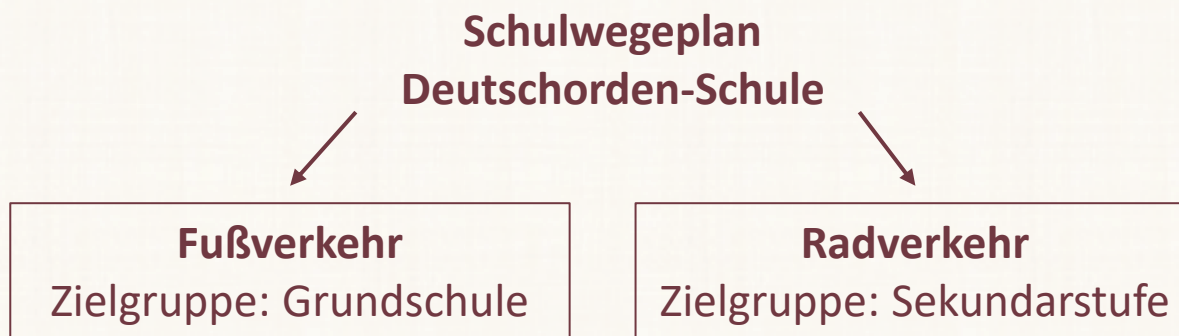 Schulwegeplan
Deutschorden-Schule
Fußverkehr
Zielgruppe: Grundschule
Radverkehr
Zielgruppe: Sekundarstufe